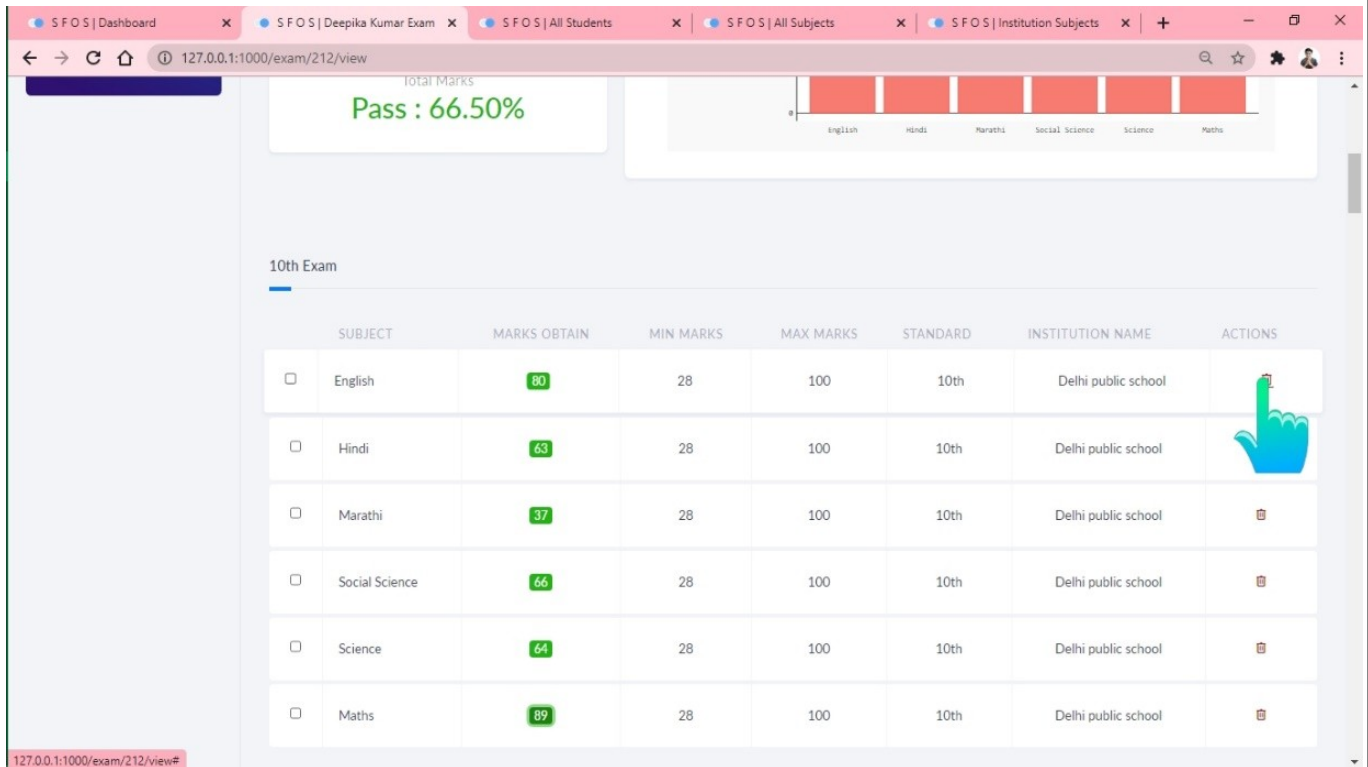 S F O S | Dashboard
S F O S | Deepika Kumar Exam
S F O S | All Students
S F O S | All Subjects
S F O S | Institution Subjects
127.0.0.1:1000/exam/212/view
Total Marks
Pass : 66.50%
0
English Hindi Marathi Social Science Science Maths
10th Exam
SUBJECT MARKS OBTAIN MIN MARKS MAX MARKS STANDARD INSTITUTION NAME ACTIONS
English 80 28 100 10th Delhi public school
Hindi 63 28 100 10th Delhi public school
Marathi 37 28 100 10th Delhi public school
Social Science 66 28 100 10th Delhi public school
Science 64 28 100 10th Delhi public school
Maths 89 28 100 10th Delhi public school
127.0.0.1:1000/exam/212/view#